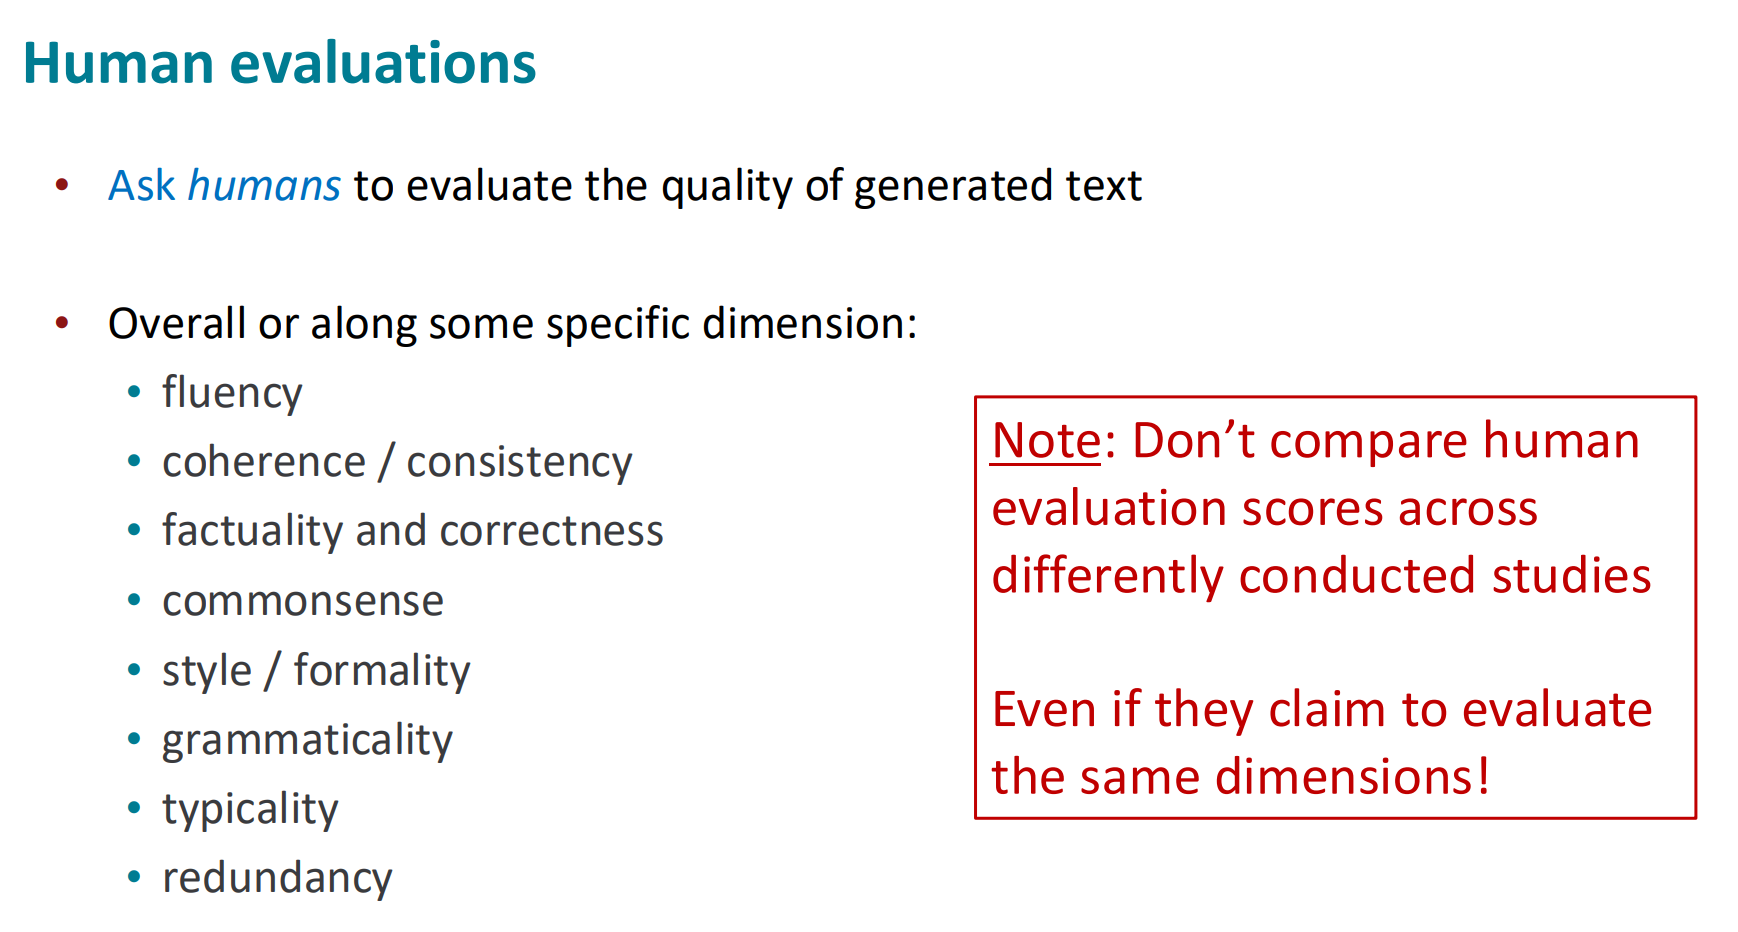 Human evaluations
• Ask humans to evaluate the quality of generated text
• Overall or along some specific dimension:
• fluency
• coherence / consistency
• factuality and correctness
• commonsense
• style / formality
• grammaticality
• typicality
• redundancy
Note: Don’t compare human
evaluation scores across
differently conducted studies
Even if they claim to evaluate
the same dimensions!